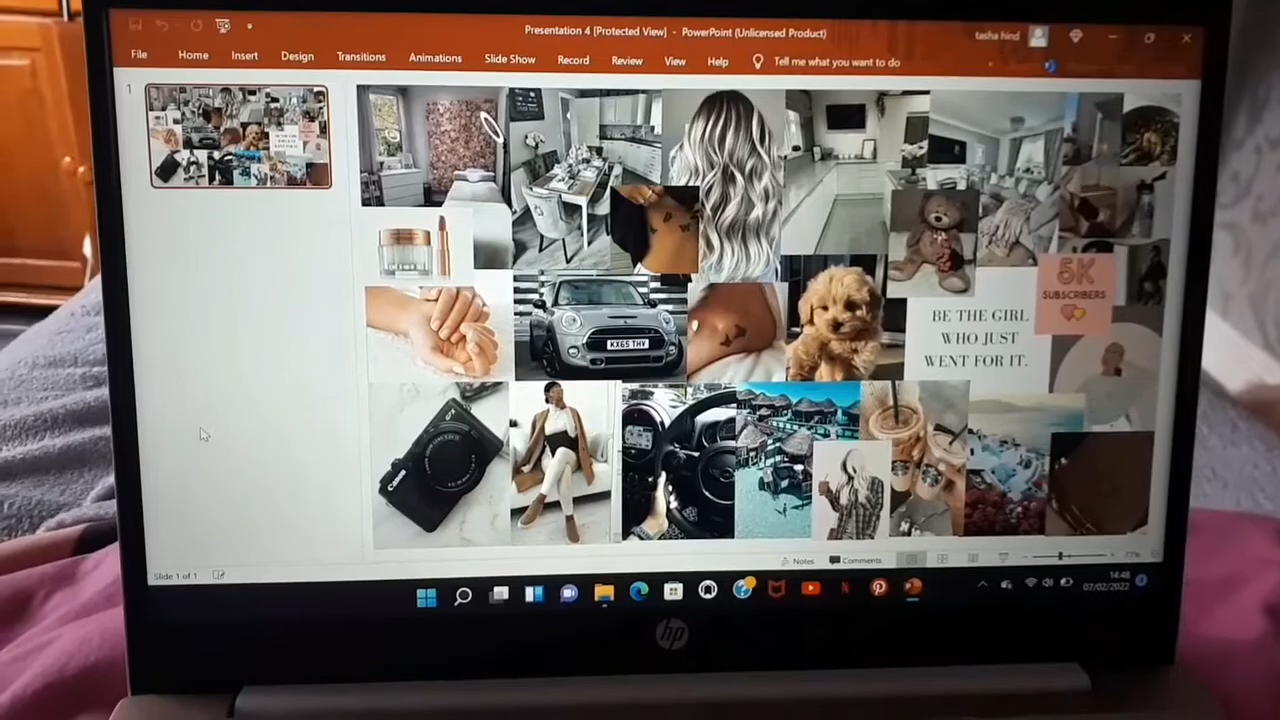 Presentation 4 [Protected View] - PowerPoint (Unlicensed Product)
tasha hind
File Home Insert Design Transitions Animations Slide Show Record Review View Help Tell me what you want to do
1
5K
SUBSCRIBERS
BE THE GIRL
WHO JUST
WENT FOR IT.
KX65 THV
Canon
Notes Comments 77%
Slide 1 of 1
14:48
07/02/2022
hp